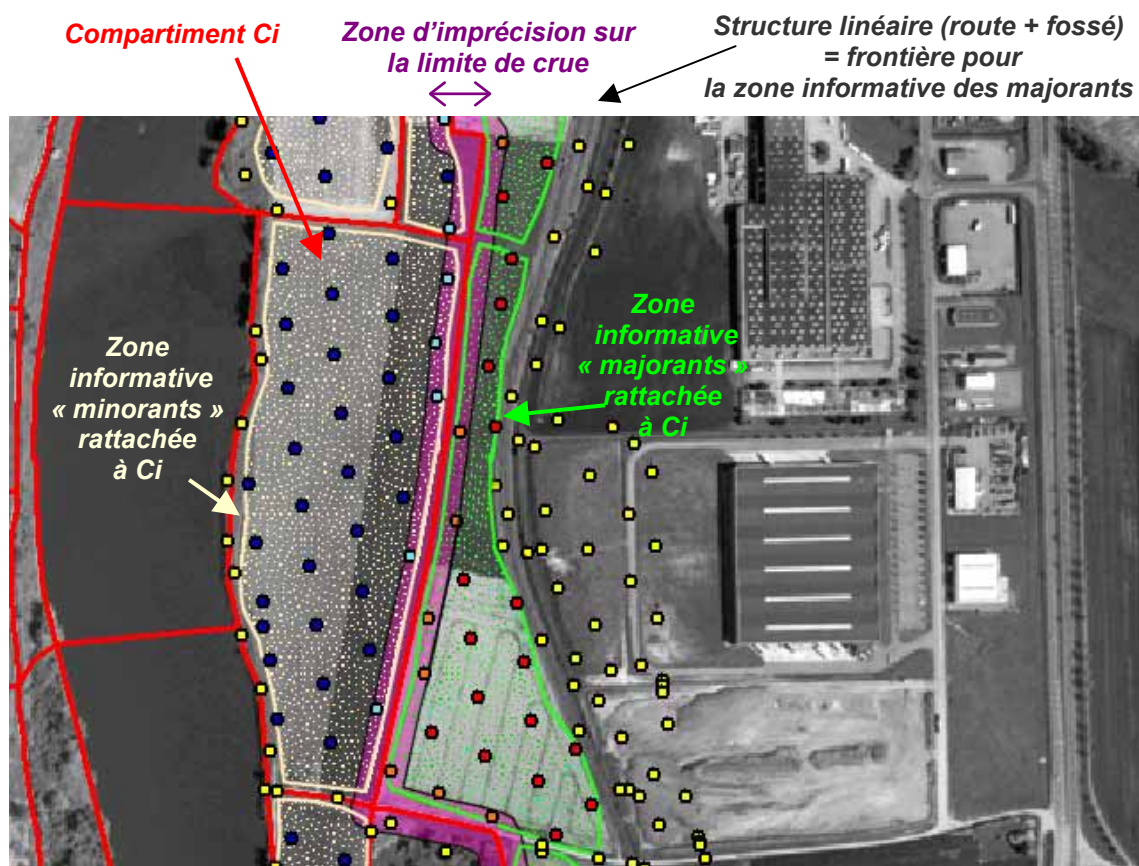 Compartiment Ci
Zone d’imprécision sur
la limite de crue
Structure linéaire (route + fossé)
= frontière pour
la zone informative des majorants
Zone
informative
« minorants »
rattachée
à Ci
Zone
informative
« majorants »
rattachée
à Ci